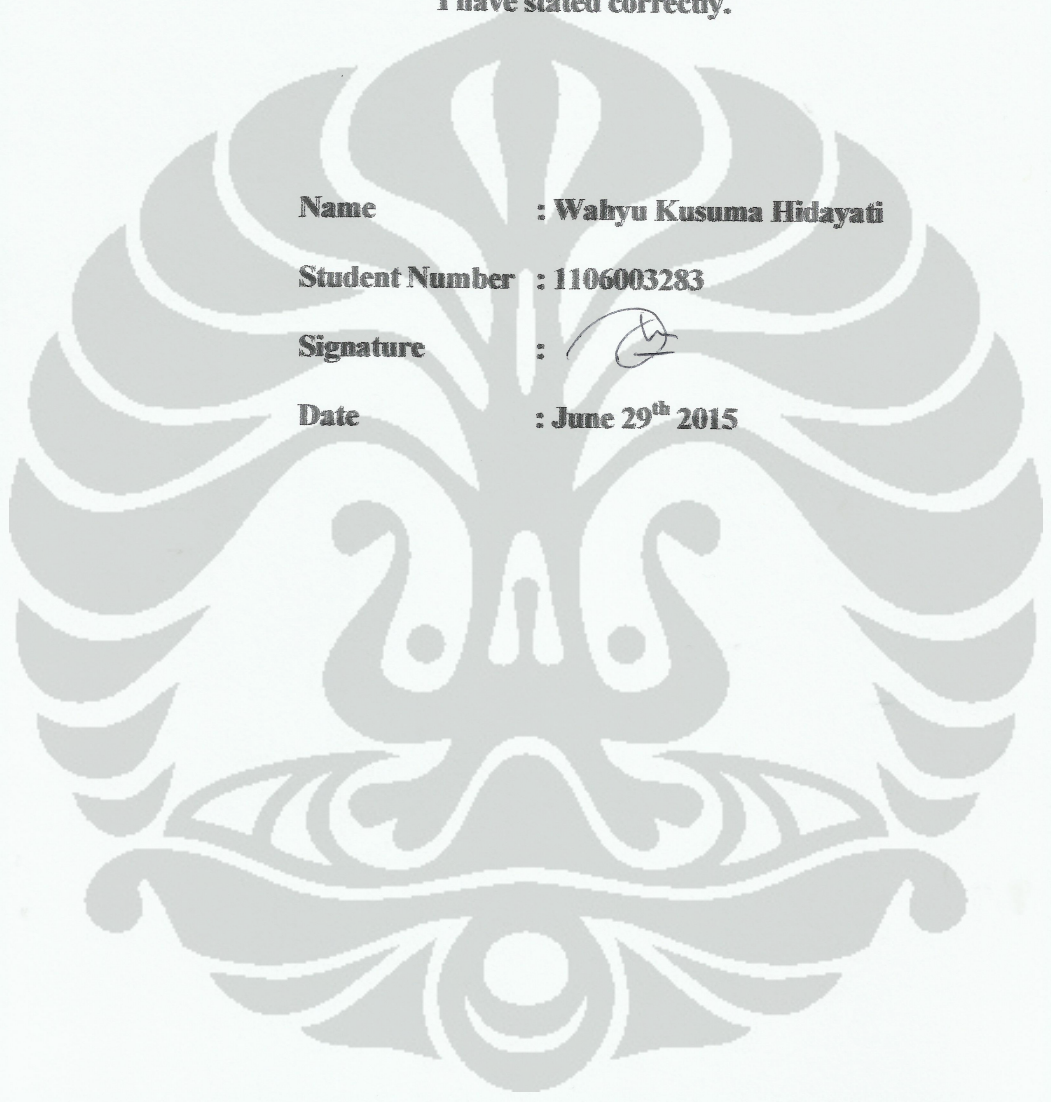 I have stated correctly.
Name : Wahyu Kusuma Hidayati
Student Number : 1106003283
Signature :
Date : June 29th 2015